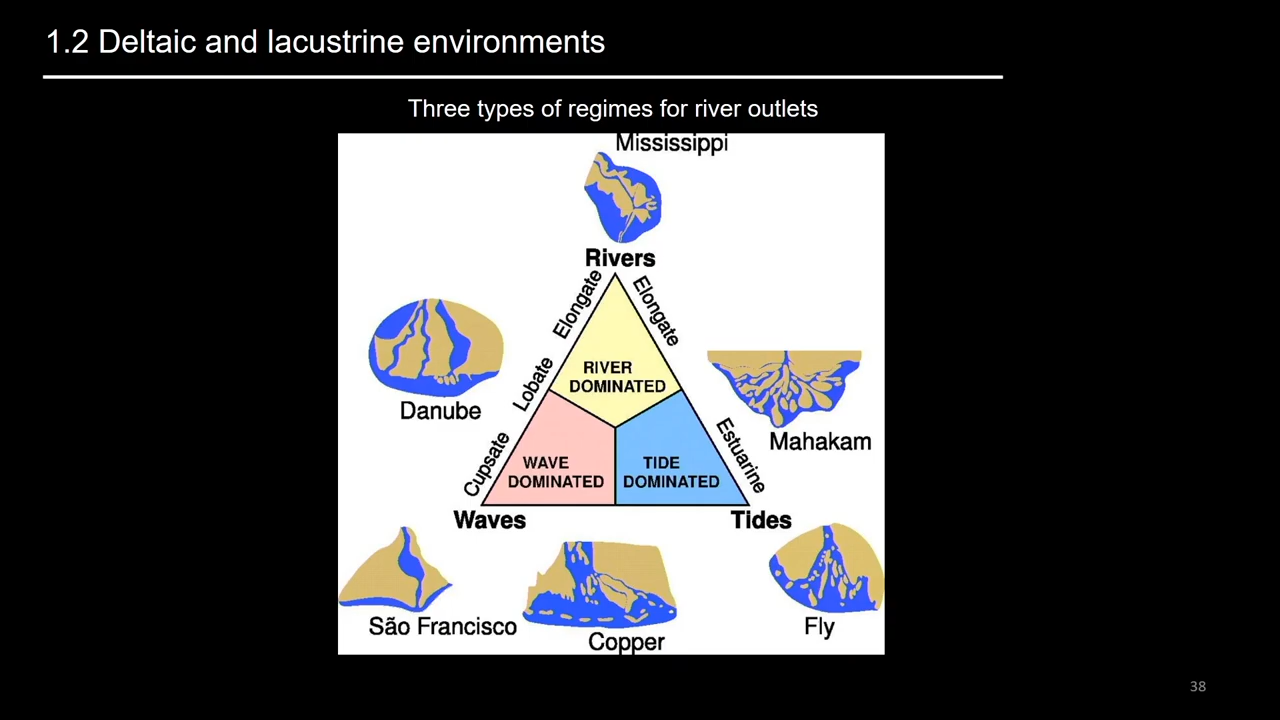 1.2 Deltaic and lacustrine environments
Three types of regimes for river outlets
Mississippi
Rivers
Elongate
Elongate
RIVER
DOMINATED
Lobate
Danube
Mahakam
Cupsate
Estuarine
WAVE
DOMINATED
TIDE
DOMINATED
Waves
Tides
São Francisco
Copper
Fly
38